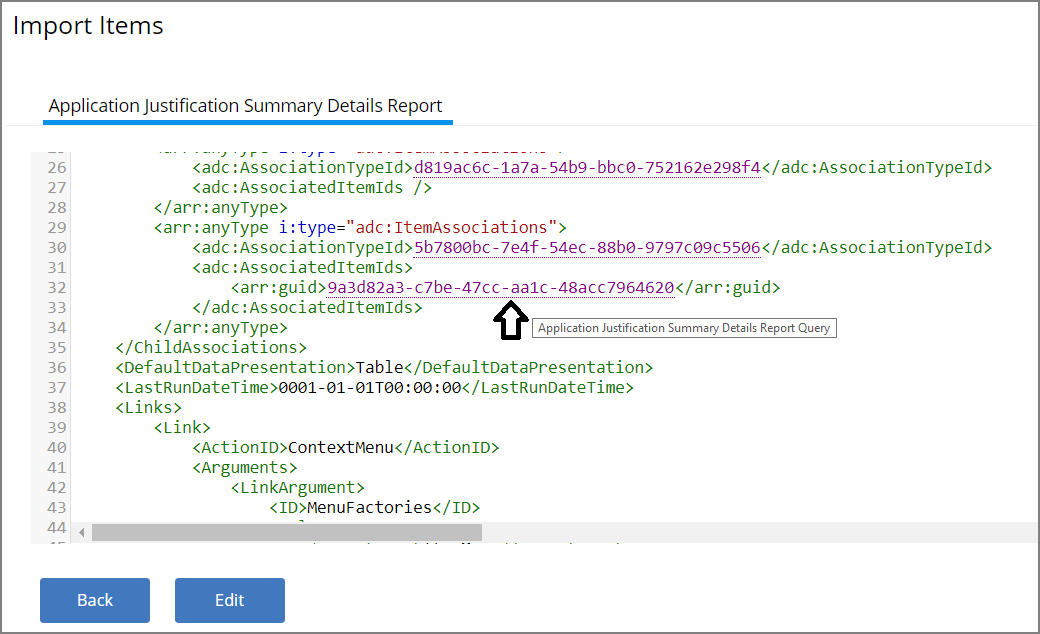 Import Items
Application Justification Summary Details Report
26 <adc:AssociationTypeId>d819ac6c-1a7a-54b9-bbc0-752162e298f4</adc:AssociationTypeId>
27 <adc:AssociatedItemIds />
28 </arr:anyType>
29 <arr:anyType i:type="adc:ItemAssociations">
30 <adc:AssociationTypeId>5b7800bc-7e4f-54ec-88b0-9797c09c5506</adc:AssociationTypeId>
31 <adc:AssociatedItemIds>
32 <arr:guid>9a3d82a3-c7be-47cc-aa1c-48acc7964620</arr:guid>
33 </adc:AssociatedItemIds>
34 </arr:anyType>
Application Justification Summary Details Report Query
35 </ChildAssociations>
36 <DefaultDataPresentation>Table</DefaultDataPresentation>
37 <LastRunDateTime>0001-01-01T00:00:00</LastRunDateTime>
38 <Links>
39 <Link>
40 <ActionID>ContextMenu</ActionID>
41 <Arguments>
42 <LinkArgument>
43 <ID>MenuFactories</ID>
44
Back
Edit